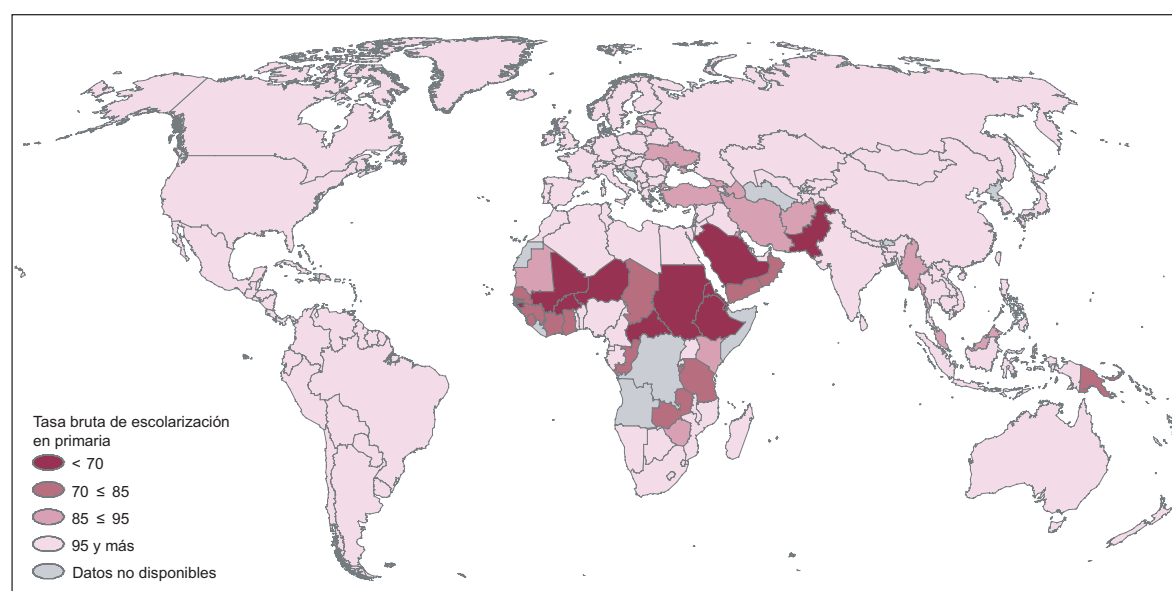 Tasa bruta de escolarización
en primaria
< 70
70 ≤ 85
85 ≤ 95
95 y más
Datos no disponibles